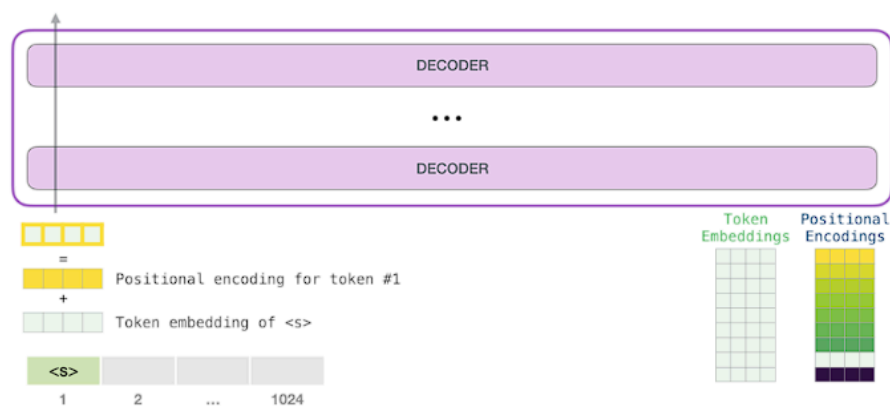 DECODER
...
DECODER
Token
Embeddings
Positional
Encodings
=
Positional encoding for token #1
+
Token embedding of <s>
<s>
1 2 ... 1024